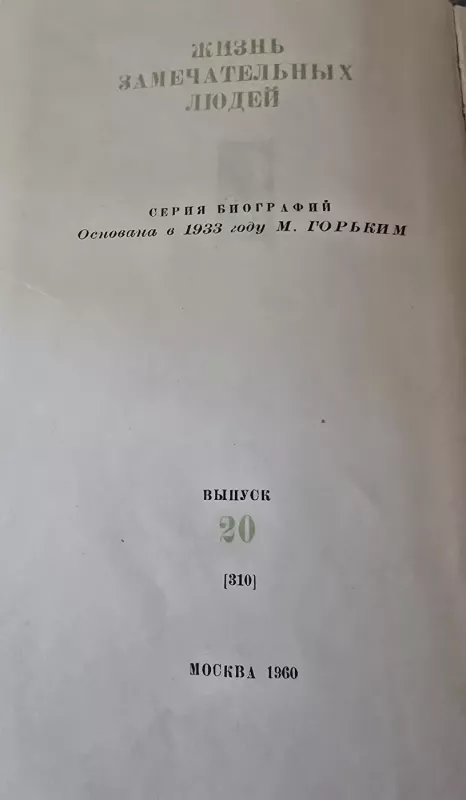 ЖИЗНЬ
ЗАМЕЧАТЕЛЬНЫХ
ЛЮДЕЙ
СЕРИЯ БИОГРАФИЙ
Основана в 1933 году М. ГОРЬКИМ
ВЫПУСК
20
[310]
МОСКВА 1960